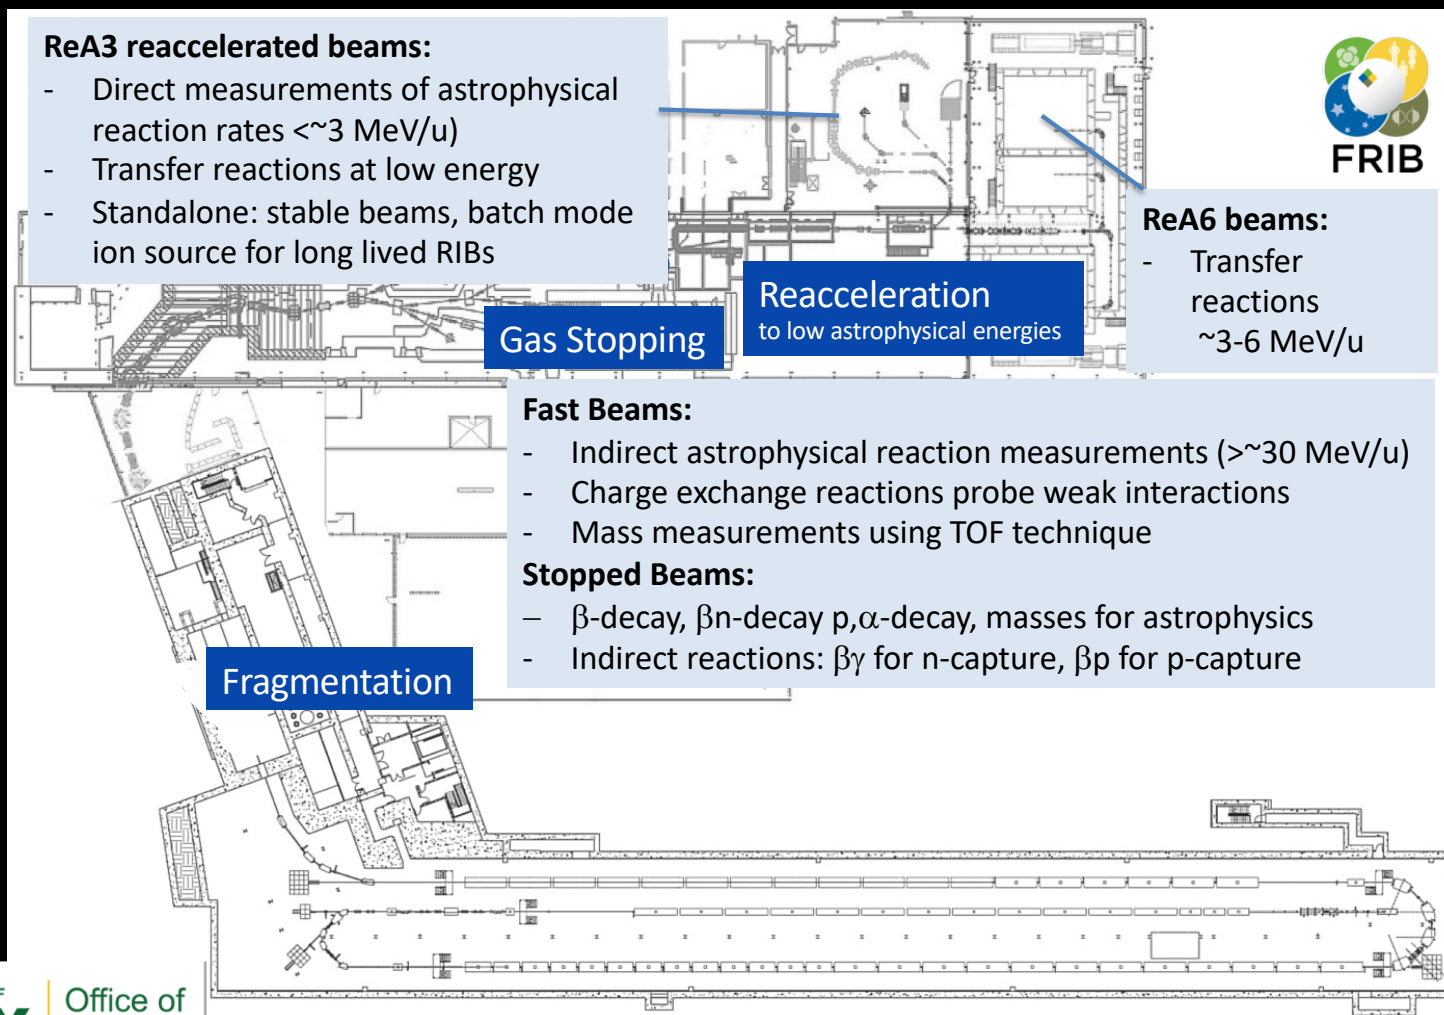 ReA3 reaccelerated beams:
- Direct measurements of astrophysical
reaction rates <~3 MeV/u)
- Transfer reactions at low energy
- Standalone: stable beams, batch mode
ion source for long lived RIBs
FRIB
ReA6 beams:
- Transfer
reactions
~3-6 MeV/u
Reacceleration
to low astrophysical energies
Gas Stopping
Fast Beams:
- Indirect astrophysical reaction measurements (>~30 MeV/u)
- Charge exchange reactions probe weak interactions
- Mass measurements using TOF technique
Stopped Beams:
– β-decay, βn-decay p,α-decay, masses for astrophysics
- Indirect reactions: βγ for n-capture, βp for p-capture
Fragmentation
Office of